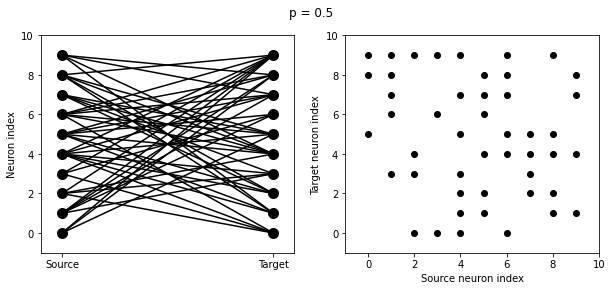 p = 0.5
Neuron index
10
8
6
4
2
0
Source Target
Target neuron index
10
8
6
4
2
0
0 2 4 6 8 10
Source neuron index